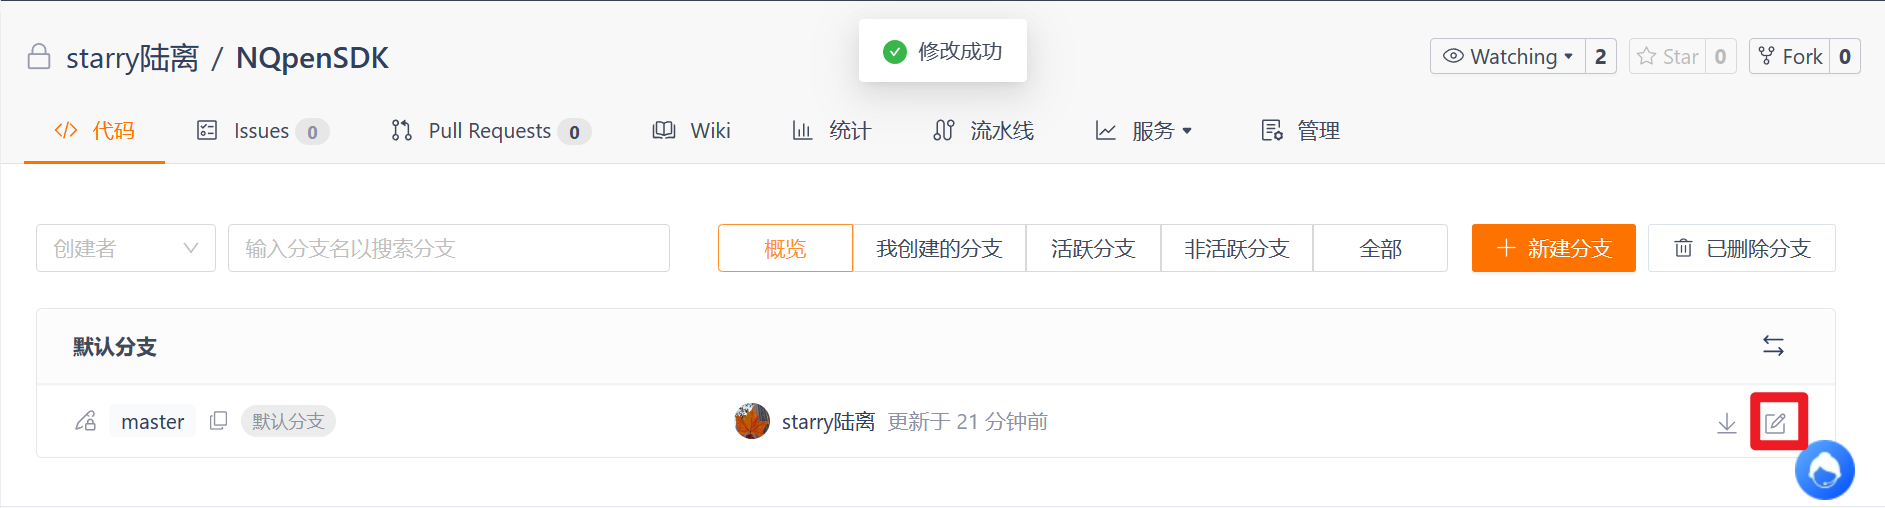 starry陆离 / NQpenSDK
修改成功
Watching 2 Star 0 Fork 0
代码 Issues 0 Pull Requests 0 Wiki 统计 流水线 服务 管理
创建者 输入分支名以搜索分支 概览 我创建的分支 活跃分支 非活跃分支 全部 + 新建分支 已删除分支
默认分支
master 默认分支 starry陆离 更新于 21 分钟前